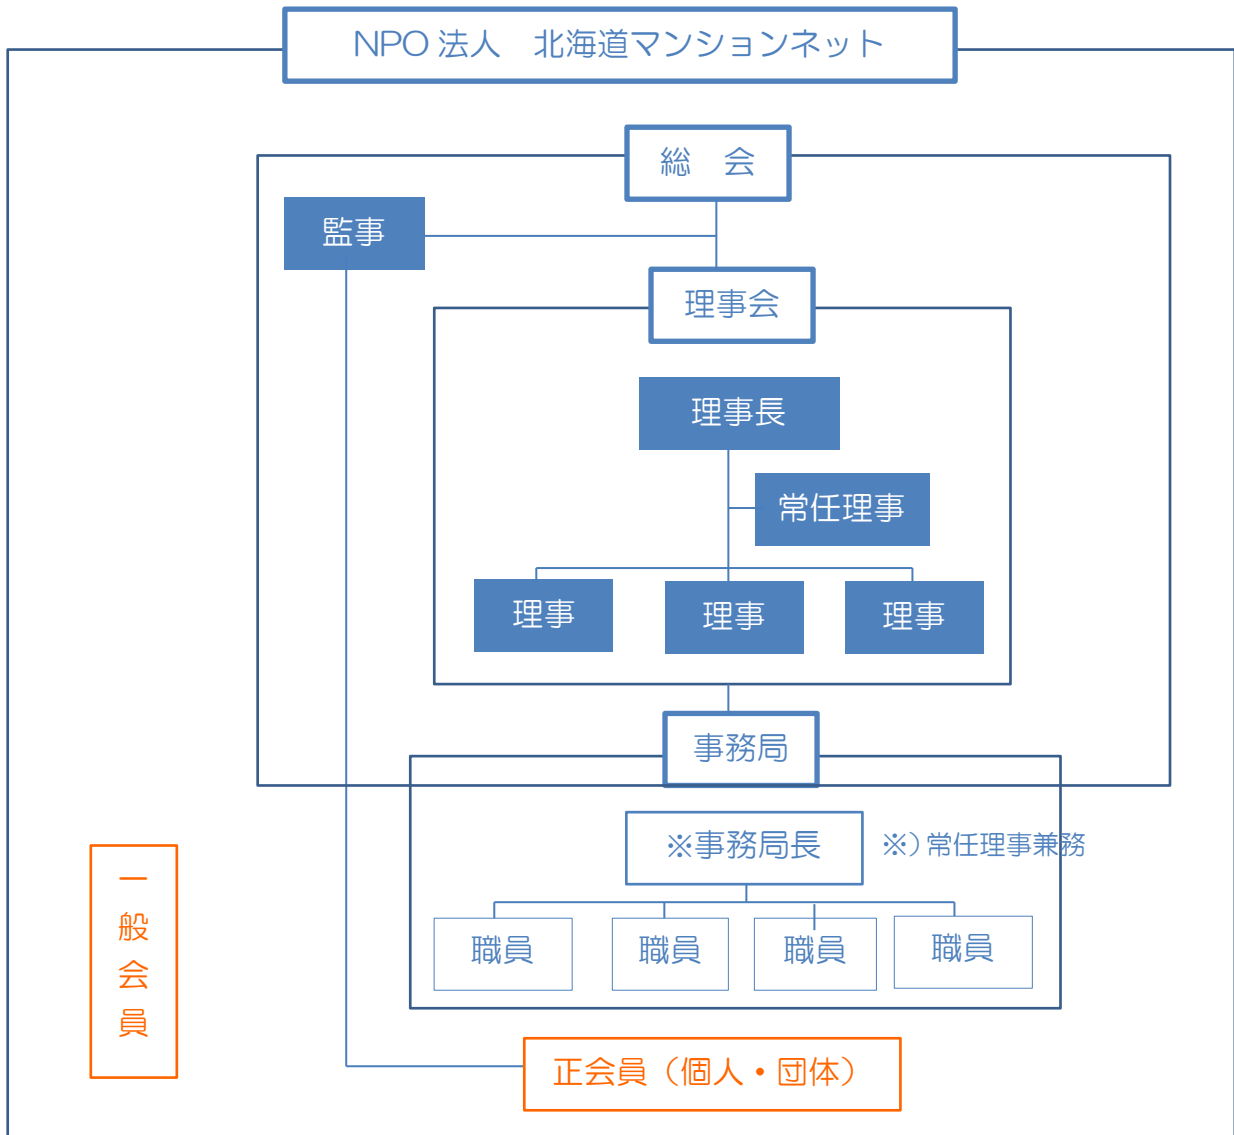 NPO 法人　北海道マンションネット
総　会
監事
理事会
理事長
常任理事
理事
理事
理事
事務局
※事務局長
※）常任理事兼務
職員
職員
職員
職員
一般会員
正会員（個人・団体）